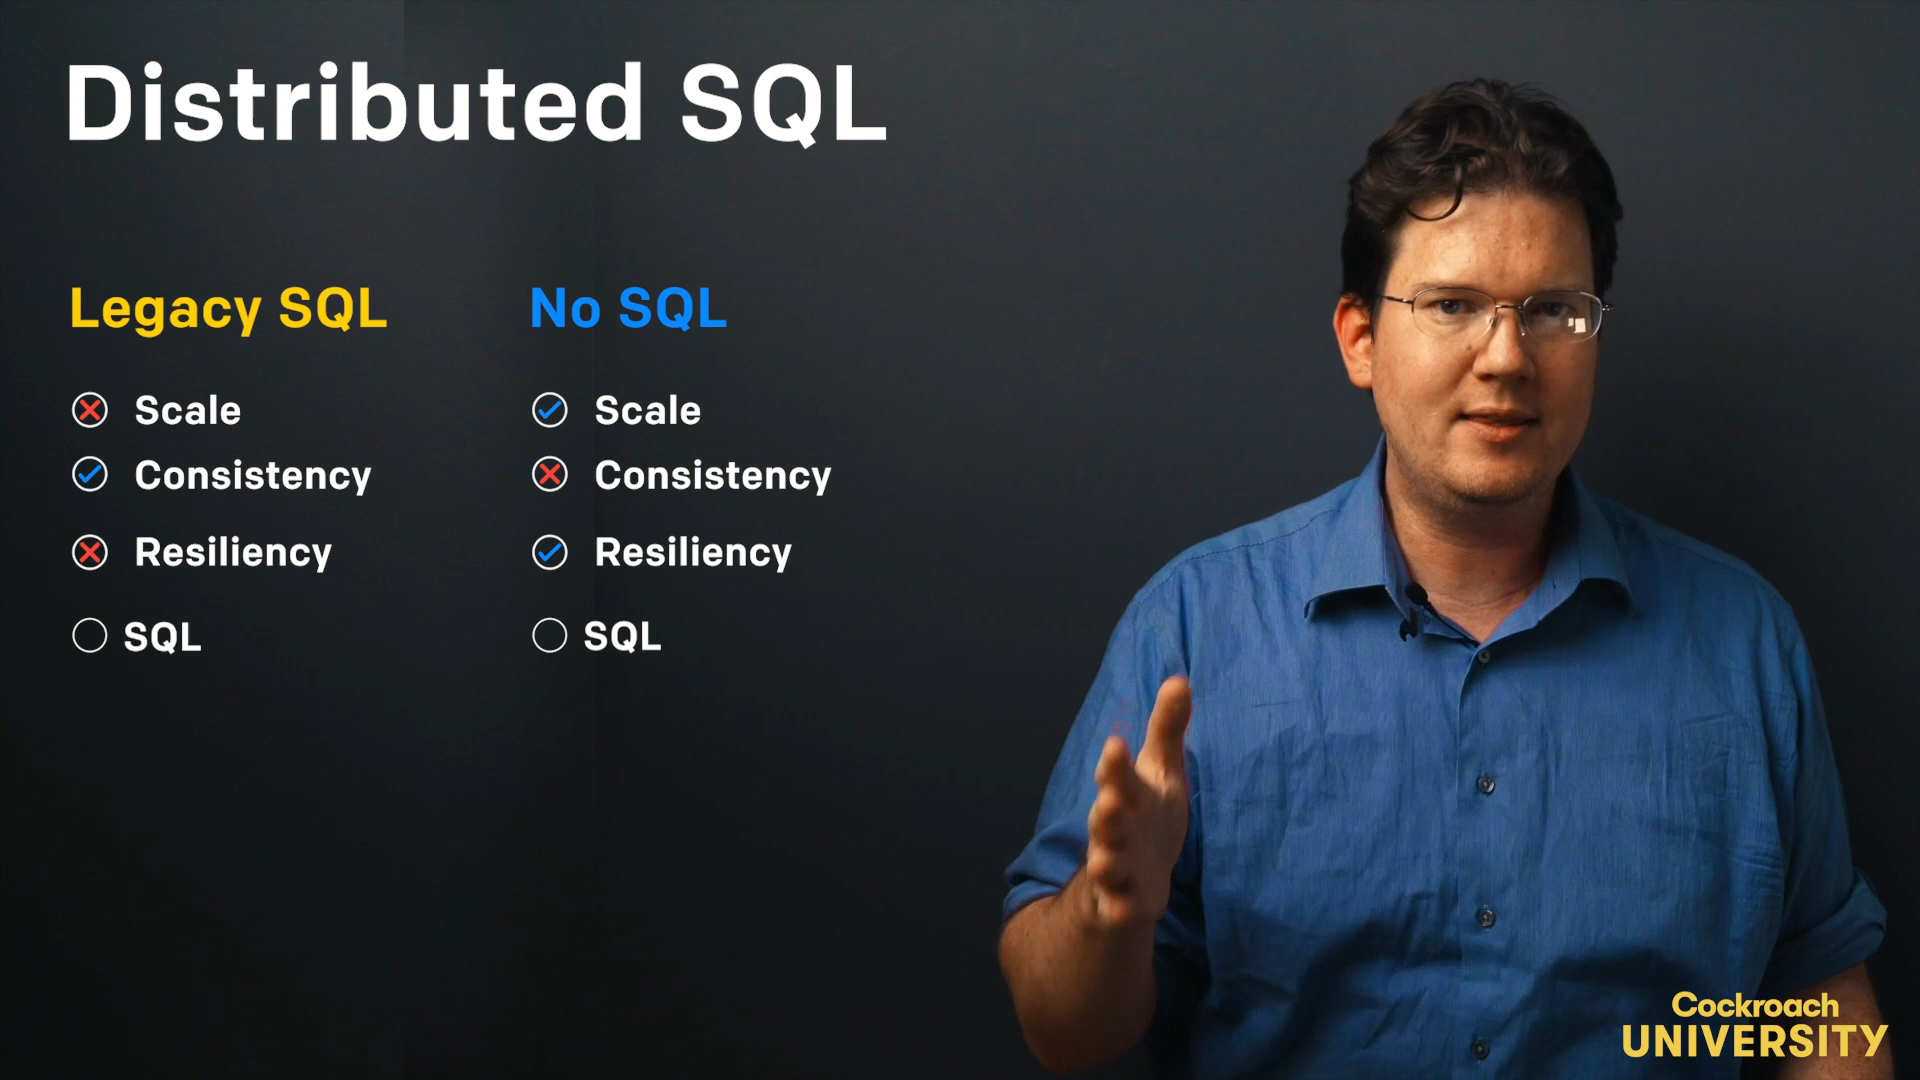 Distributed SQL
Legacy SQL
Scale
Consistency
Resiliency
SQL
No SQL
Scale
Consistency
Resiliency
SQL
Cockroach
UNIVERSITY